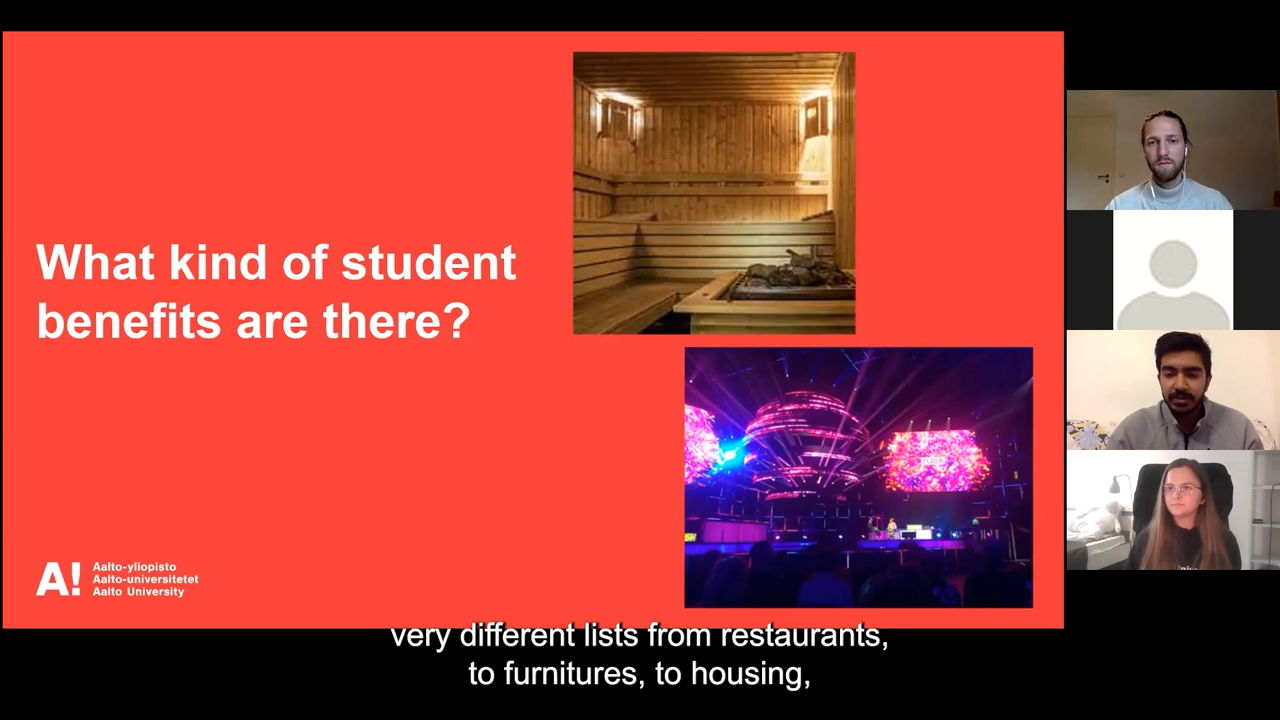 What kind of student
benefits are there?
A!
Aalto-yliopisto
Aalto-universitetet
Aalto University
very different lists from restaurants,
to furnitures, to housing,